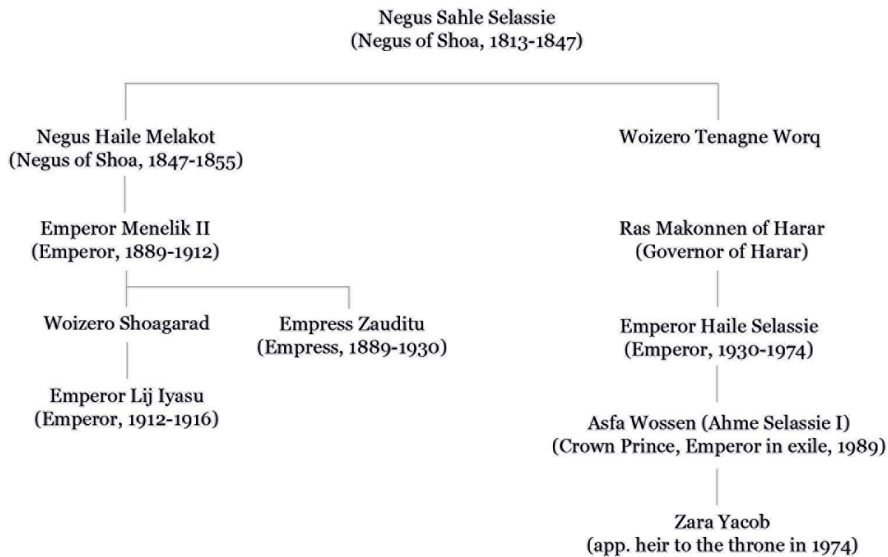 Negus Sahle Selassie
(Negus of Shoa, 1813-1847)
Negus Haile Melakot
(Negus of Shoa, 1847-1855)
Woizero Tenagne Worq
Emperor Menelik II
(Emperor, 1889-1912)
Ras Makonnen of Harar
(Governor of Harar)
Woizero Shoagarad
Empress Zauditu
(Empress, 1889-1930)
Emperor Haile Selassie
(Emperor, 1930-1974)
Emperor Lij Iyasu
(Emperor, 1912-1916)
Asfa Wossen (Ahme Selassie I)
(Crown Prince, Emperor in exile, 1989)
Zara Yacob
(app. heir to the throne in 1974)